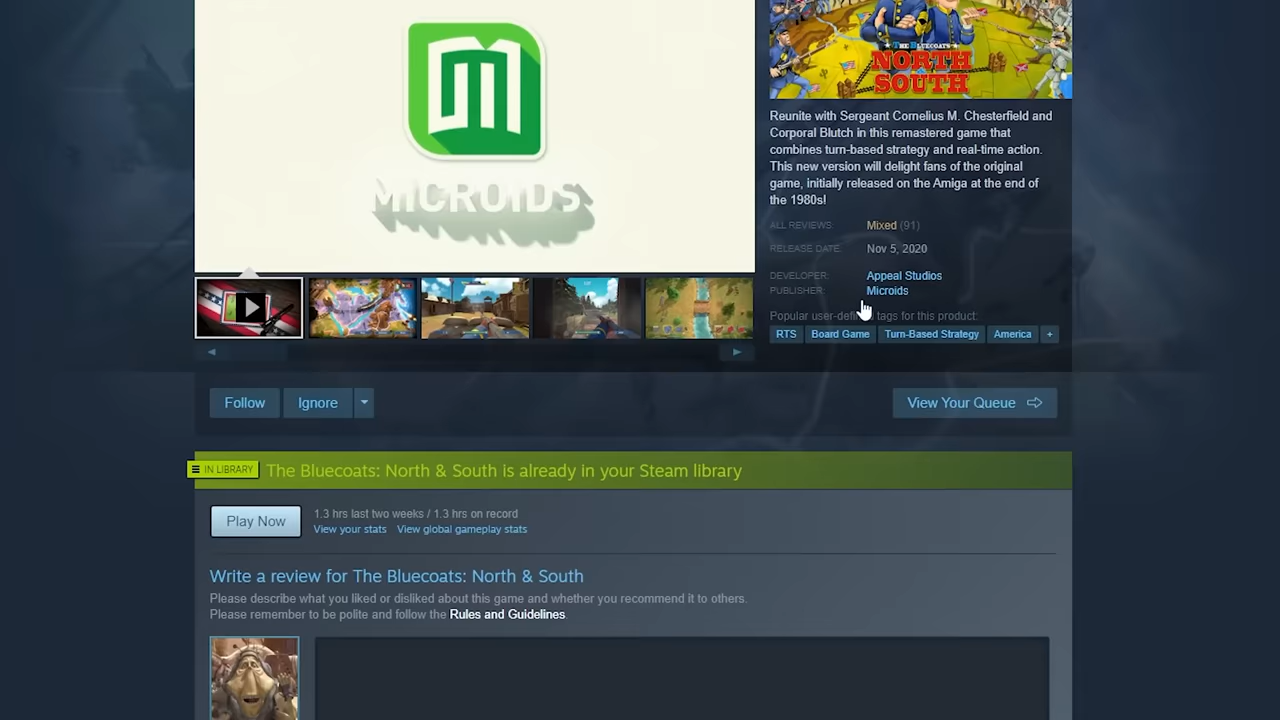 MICROIDS
THE BLUECOATS
NORTH
SOUTH
Reunite with Sergeant Cornelius M. Chesterfield and
Corporal Blutch in this remastered game that
combines turn-based strategy and real-time action.
This new version will delight fans of the original
game, initially released on the Amiga at the end of
the 1980s!
ALL REVIEWS: Mixed (91)
RELEASE DATE: Nov 5, 2020
DEVELOPER: Appeal Studios
PUBLISHER: Microids
Popular user-defined tags for this product:
RTS Board Game Turn-Based Strategy America +
Follow Ignore View Your Queue
IN LIBRARY The Bluecoats: North & South is already in your Steam library
Play Now 1.3 hrs last two weeks / 1.3 hrs on record
View your stats View global gameplay stats
Write a review for The Bluecoats: North & South
Please describe what you liked or disliked about this game and whether you recommend it to others.
Please remember to be polite and follow the Rules and Guidelines.